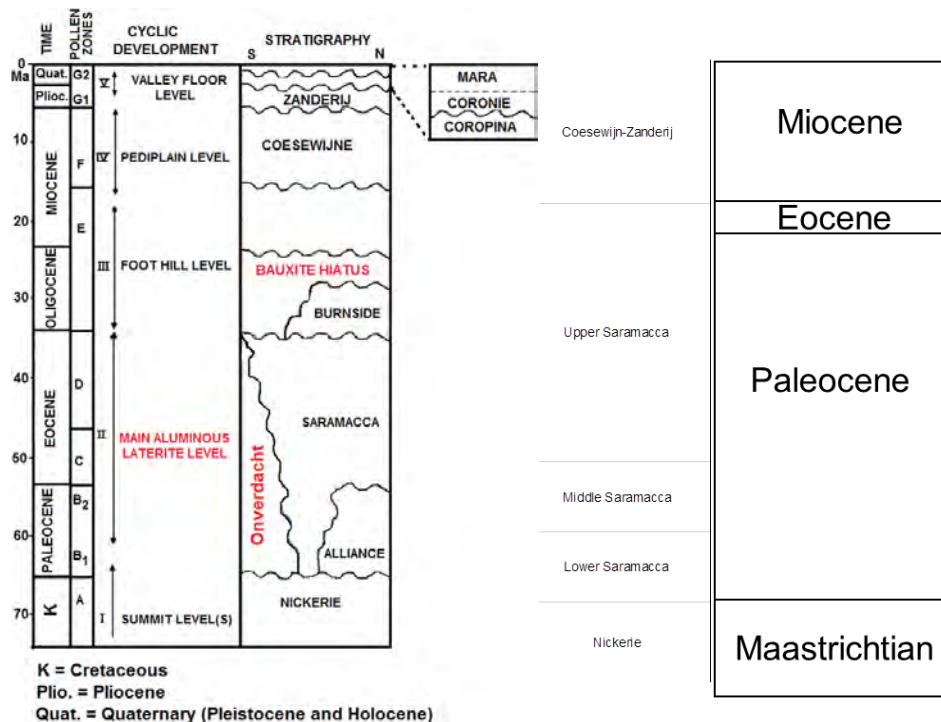 TIME
POLLEN
ZONES
CYCLIC
DEVELOPMENT
STRATIGRAPHY
S
N
0
Ma
10
20
30
40
50
60
70
Quat.
Plioc.
MIOCENE
OLIGOCENE
EOCENE
PALEOCENE
K
G2
G1
F
E
D
C
B2
B1
A
V
VALLEY FLOOR
LEVEL
IV
PEDIPLAIN LEVEL
III
FOOT HILL LEVEL
II
MAIN ALUMINOUS
LATERITE LEVEL
I
SUMMIT LEVEL(S)
ZANDERIJ
COESEWIJNE
BAUXITE HIATUS
BURNSIDE
SARAMACCA
Onverdacht
ALLIANCE
NICKERIE
MARA
CORONIE
COROPINA
K = Cretaceous
Plio. = Pliocene
Quat. = Quaternary (Pleistocene and Holocene)
Coesewijn-Zanderij
Upper Saramacca
Middle Saramacca
Lower Saramacca
Nickerie
Miocene
Eocene
Paleocene
Maastrichtian